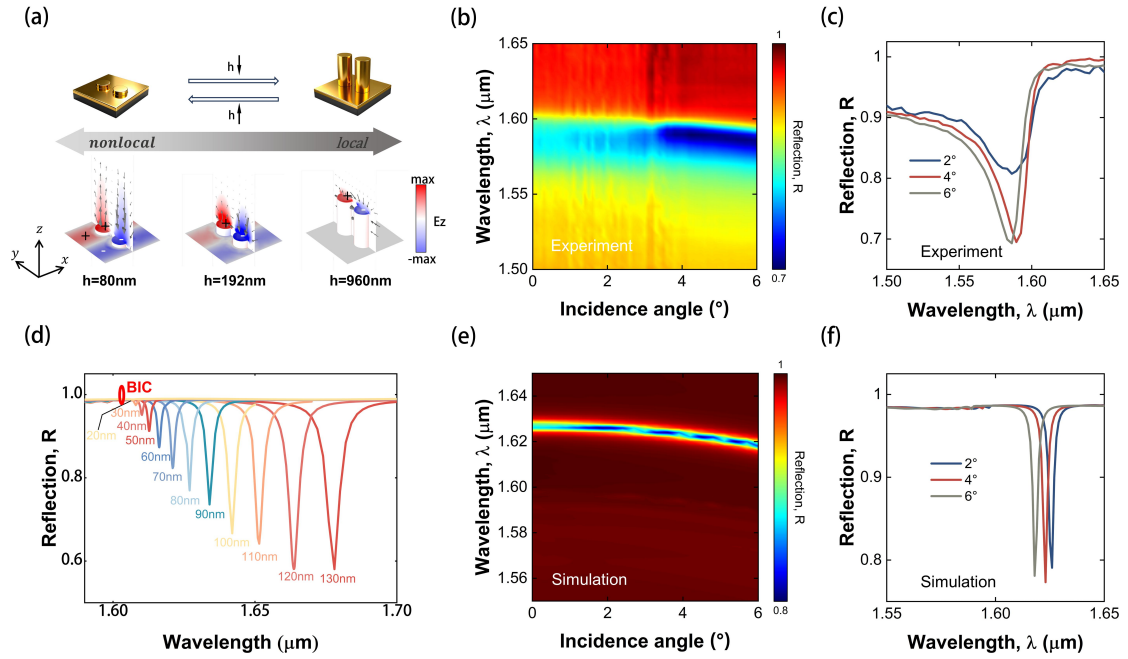 (a)
h
h
nonlocal
local
max
Ez
-max
z
y
x
h=80nm
h=192nm
h=960nm
(b)
Wavelength, λ (μm)
1.65
1.60
1.55
1.50
Experiment
0 2 4 6
Incidence angle (°)
1
Reflection, R
0.7
(c)
Reflection, R
1
0.9
0.8
0.7
2°
4°
6°
Experiment
1.50 1.55 1.60 1.65
Wavelength, λ (μm)
(d)
Reflection, R
1.0
0.8
0.6
BIC
20nm
30nm
40nm
50nm
60nm
70nm
80nm
90nm
100nm
110nm
120nm
130nm
1.60 1.65 1.70
Wavelength (μm)
(e)
Wavelength, λ (μm)
1.64
1.62
1.60
1.58
1.56
Simulation
0 2 4 6
Incidence angle (°)
1
Reflection, R
0.8
(f)
Reflection, R
1
0.9
0.8
2°
4°
6°
Simulation
1.55 1.60 1.65
Wavelength, λ (μm)